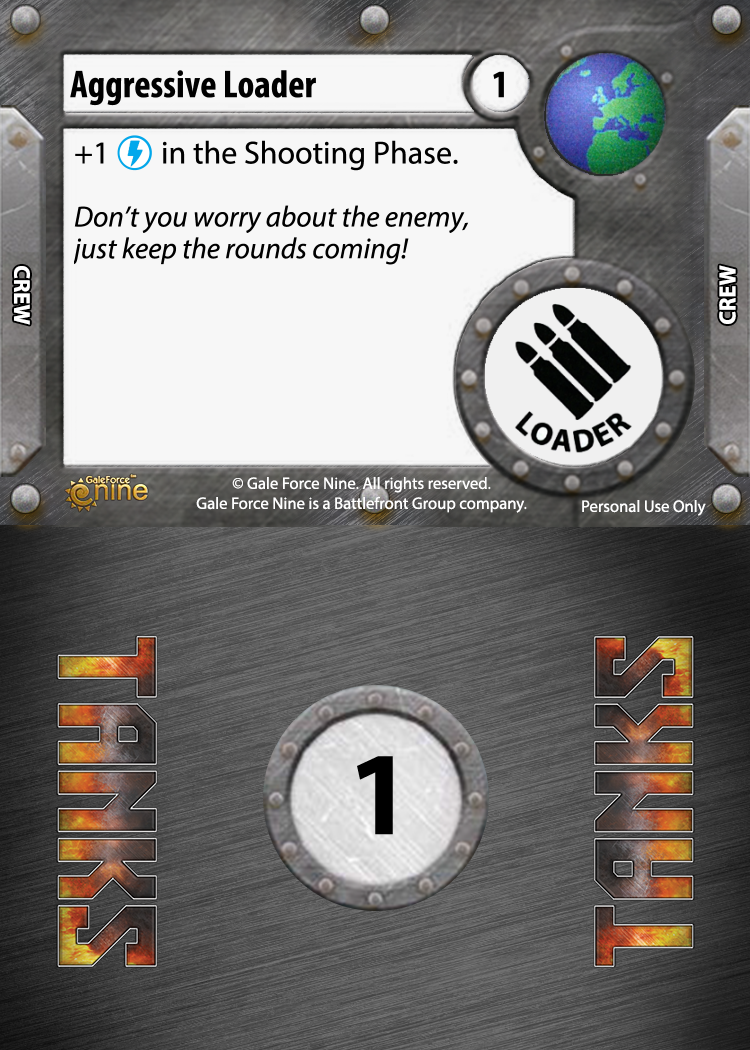 Aggressive Loader
1
+1 in the Shooting Phase.
Don't you worry about the enemy,
just keep the rounds coming!
CREW
CREW
LOADER
GaleForce™
nine
© Gale Force Nine. All rights reserved.
Gale Force Nine is a Battlefront Group company.
Personal Use Only
TANKS
1
TANKS